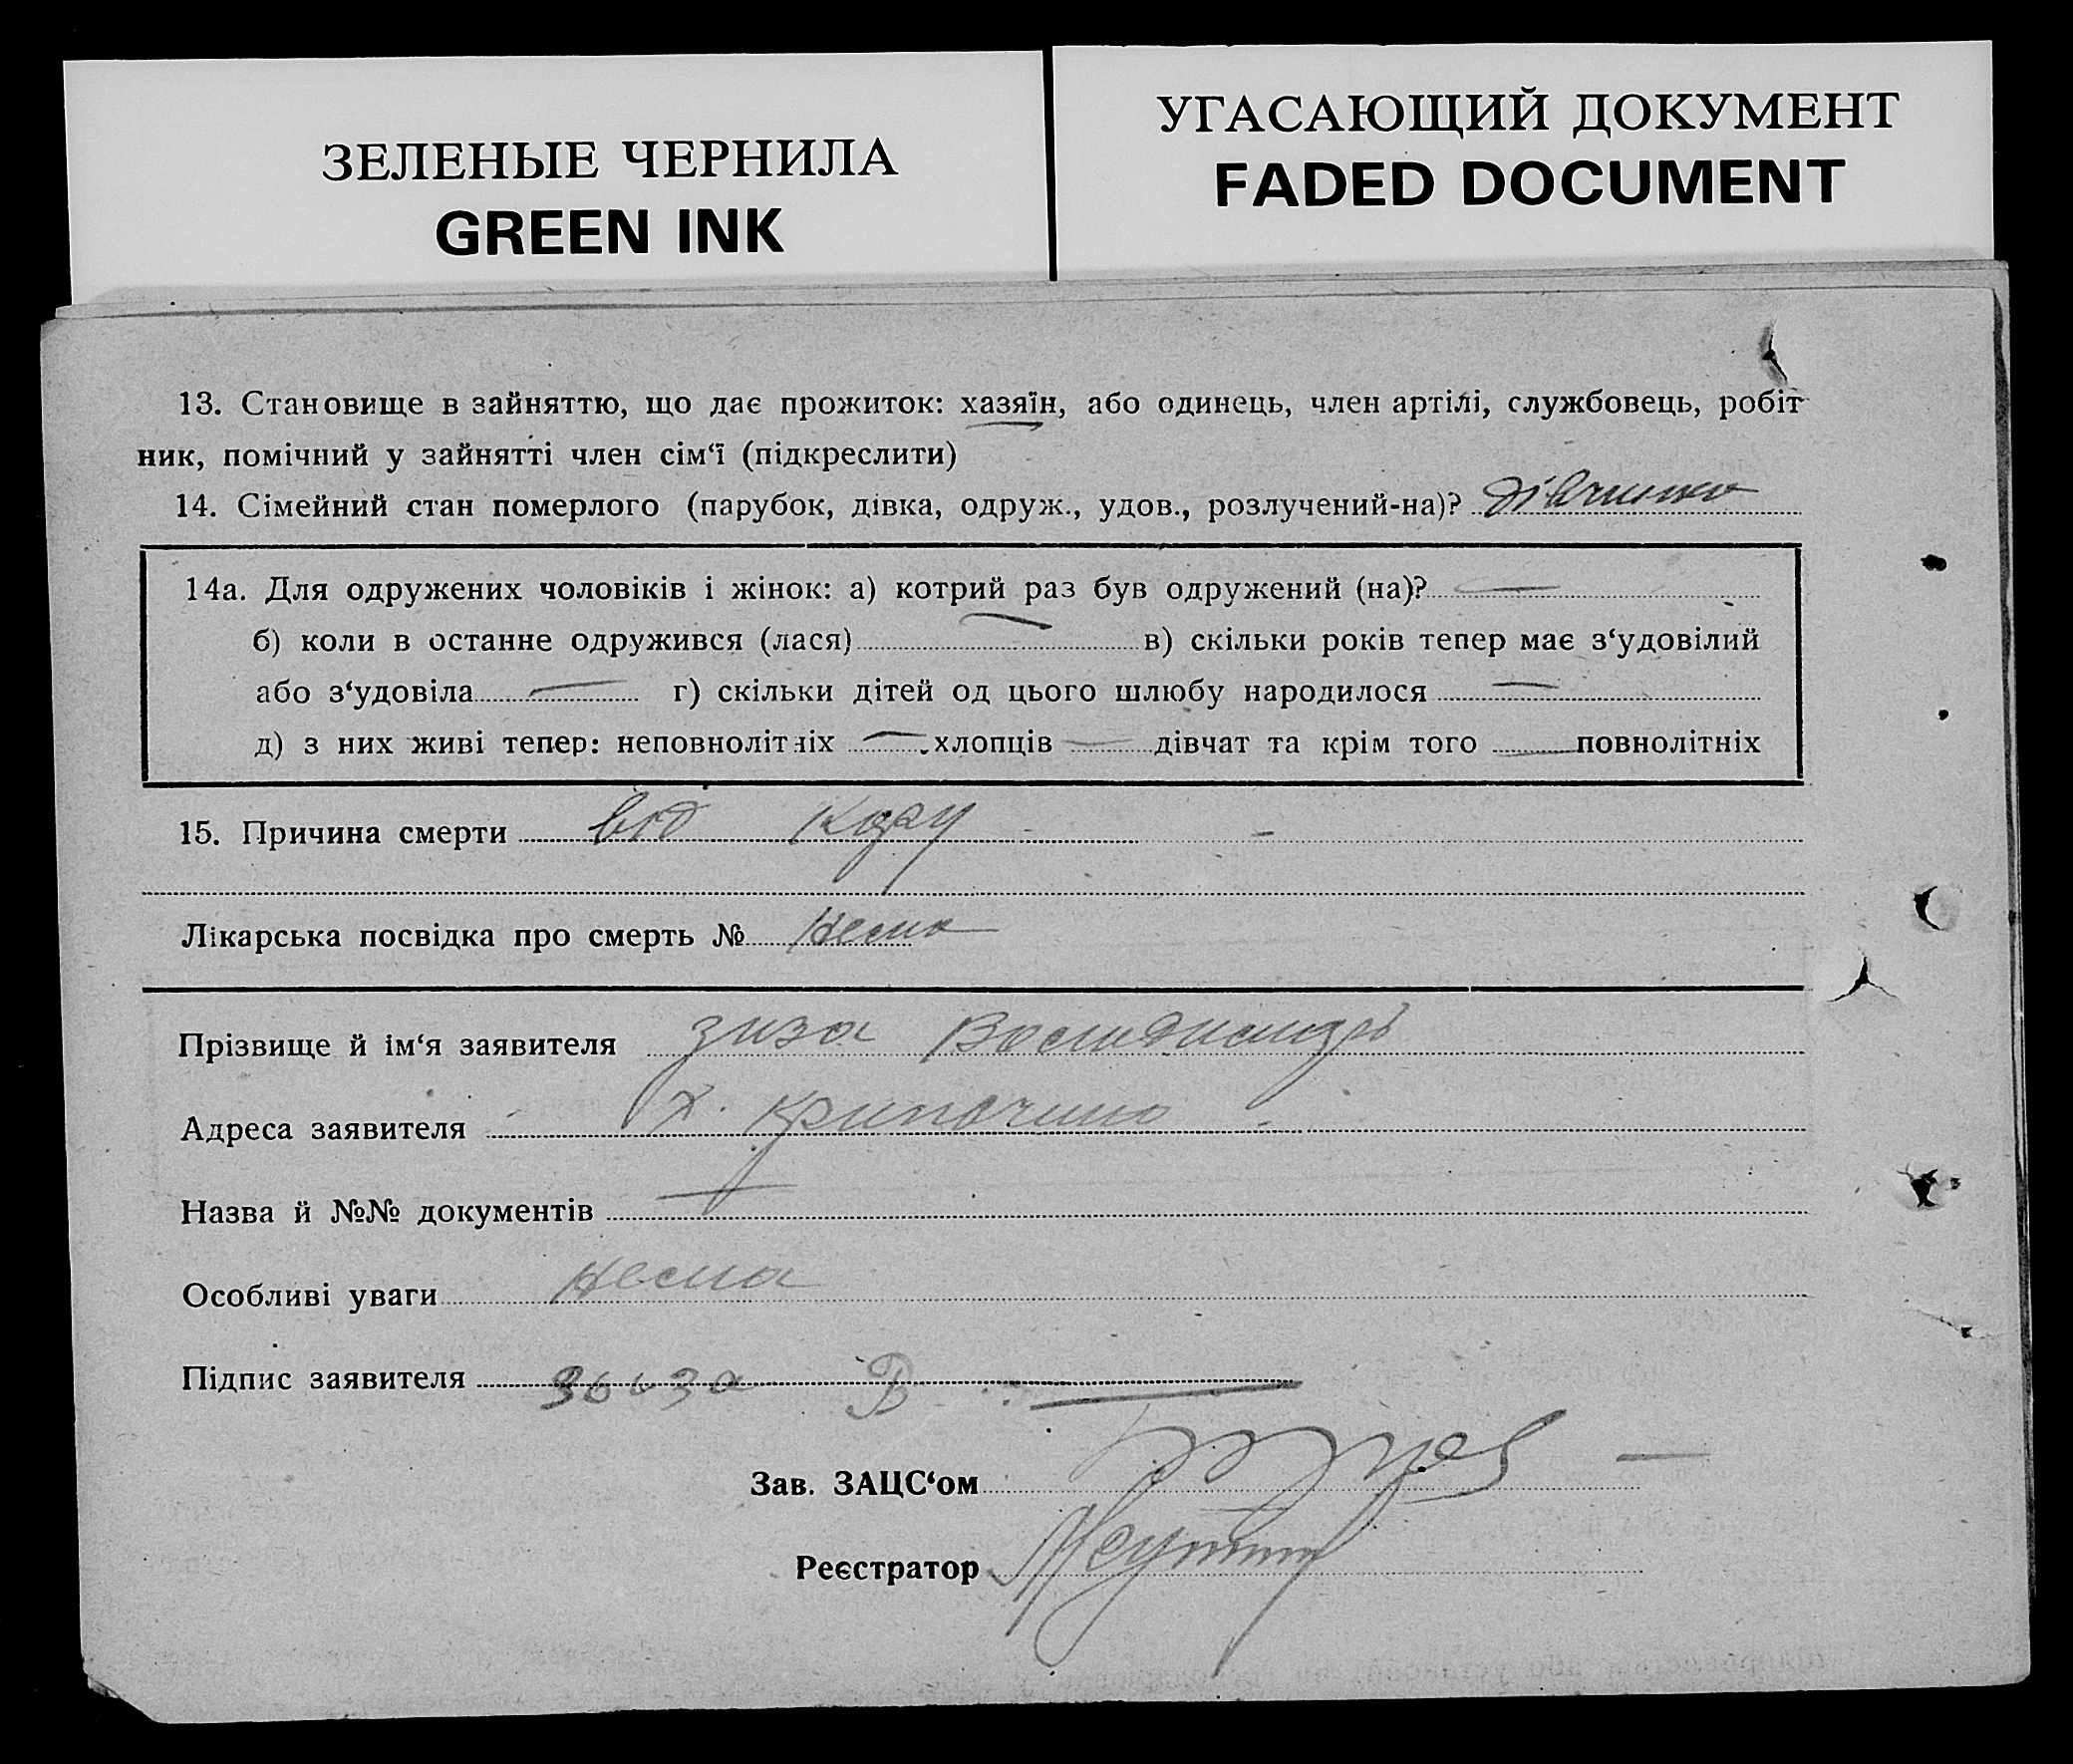 ЗЕЛЕНЫЕ ЧЕРНИЛА
GREEN INK
УГАСАЮЩИЙ ДОКУМЕНТ
FADED DOCUMENT
13. Становище в зайняттю, що дає прожиток: хазяїн, або одинець, член артілі, службовець, робіт
ник, помічний у зайнятті член сім‘ї (підкреслити)
14. Сімейний стан померлого (парубок, дівка, одруж., удов., розлучений-на)? дівчинка
14а. Для одружених чоловіків і жінок: а) котрий раз був одружений (на)? —
б) коли в останне одружився (лася) — в) скільки років тепер має з‘удовілий
або з‘удовіла — г) скільки дітей од цього шлюбу народилося —
д) з них живі тепер: неповнолітніх — хлопців — дівчат та крім того — повнолітніх
15. Причина смерти від кору -
Лікарська посвідка про смерть № нема
Прізвище й ім‘я заявителя Зиза
Адреса заявителя х.
Назва й №№ документів —
Особливі уваги нема
Підпис заявителя В
Зав. ЗАЦС‘ом
Реєстратор